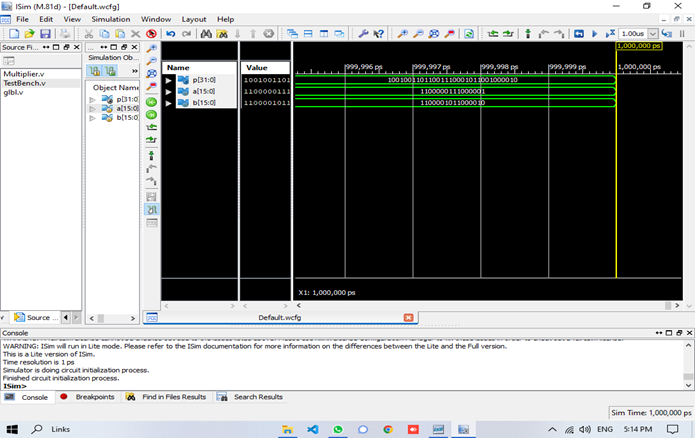 ISim (M.81d) - [Default.wcfg]
File Edit View Simulation Window Layout Help
1.00us
Source Fi...
Simulation Ob...
Multiplier.v
TestBench.v
glbl.v
Object Name
p[31:0]
a[15:0]
b[15:0]
Name Value
p[31:0] 1001001101
a[15:0] 1100000111
b[15:0] 1100001011
1,000,000 ps
999,996 ps 999,997 ps 999,998 ps 999,999 ps 1,000,000 ps
1100000111000001
1100001011000010
X1: 1,000,000 ps
Source ...
Default.wcfg
Console
WARNING: ISim will run in Lite mode. Please refer to the ISim documentation for more information on the differences between the Lite and the Full version.
This is a Lite version of ISim.
Time resolution is 1 ps
Simulator is doing circuit initialization process.
Finished circuit initialization process.
ISim>
Console Breakpoints Find in Files Results Search Results
Sim Time: 1,000,000 ps
Links ENG 5:14 PM